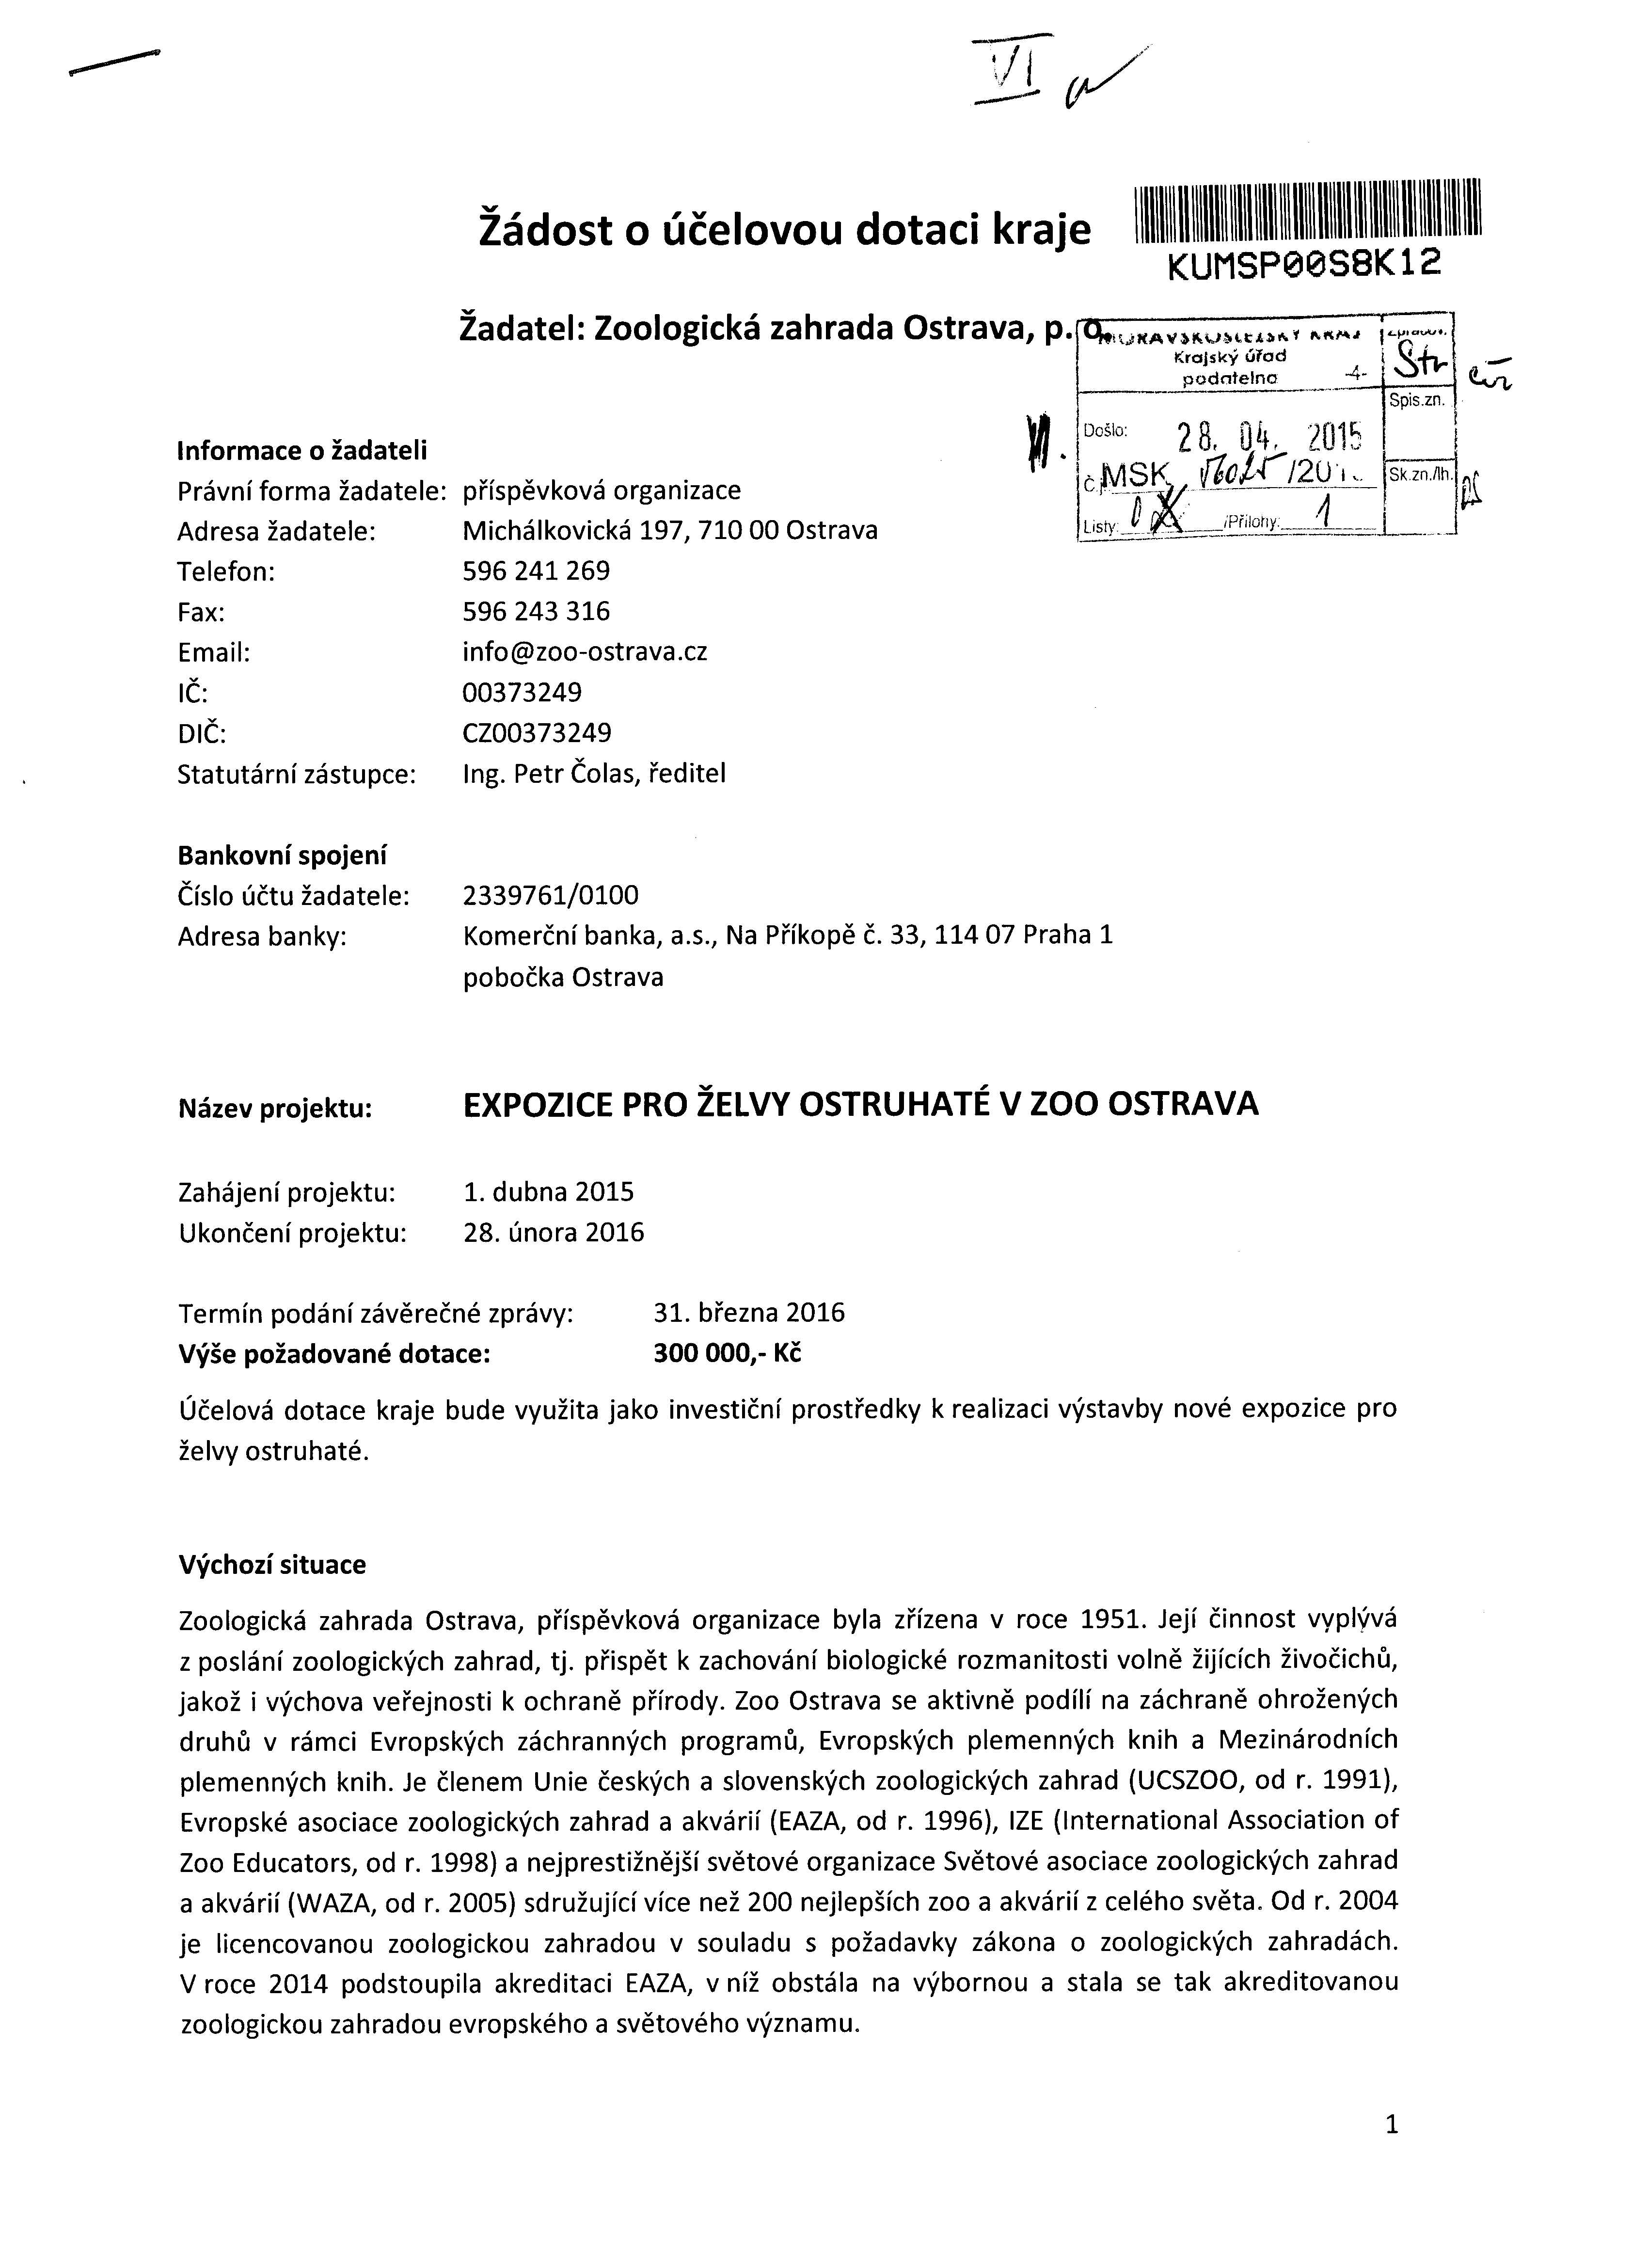 VI
Žádost o účelovou dotaci kraje
KUMSP00S8K12
Žadatel: Zoologická zahrada Ostrava, p. o.
MORAVSKOSLEZSKÝ KRAJ
Krajský úřad
podatelna -4-
Zpracov.
Str
Spis.zn.
Došlo: 28. 04. 2015
Č.j. MSK
Sk.zn./lh.
Listy: /Přílohy: 1
Informace o žadateli
Právní forma žadatele: příspěvková organizace
Adresa žadatele: Michálkovická 197, 710 00 Ostrava
Telefon: 596 241 269
Fax: 596 243 316
Email: info@zoo-ostrava.cz
IČ: 00373249
DIČ: CZ00373249
Statutární zástupce: Ing. Petr Čolas, ředitel
Bankovní spojení
Číslo účtu žadatele: 2339761/0100
Adresa banky: Komerční banka, a.s., Na Příkopě č. 33, 114 07 Praha 1
pobočka Ostrava
Název projektu: EXPOZICE PRO ŽELVY OSTRUHATÉ V ZOO OSTRAVA
Zahájení projektu: 1. dubna 2015
Ukončení projektu: 28. února 2016
Termín podání závěrečné zprávy: 31. března 2016
Výše požadované dotace: 300 000,- Kč
Účelová dotace kraje bude využita jako investiční prostředky k realizaci výstavby nové expozice pro
želvy ostruhaté.
Výchozí situace
Zoologická zahrada Ostrava, příspěvková organizace byla zřízena v roce 1951. Její činnost vyplývá
z poslání zoologických zahrad, tj. přispět k zachování biologické rozmanitosti volně žijících živočichů,
jakož i výchova veřejnosti k ochraně přírody. Zoo Ostrava se aktivně podílí na záchraně ohrožených
druhů v rámci Evropských záchranných programů, Evropských plemenných knih a Mezinárodních
plemenných knih. Je členem Unie českých a slovenských zoologických zahrad (UCSZOO, od r. 1991),
Evropské asociace zoologických zahrad a akvárií (EAZA, od r. 1996), IZE (International Association of
Zoo Educators, od r. 1998) a nejprestižnější světové organizace Světové asociace zoologických zahrad
a akvárií (WAZA, od r. 2005) sdružující více než 200 nejlepších zoo a akvárií z celého světa. Od r. 2004
je licencovanou zoologickou zahradou v souladu s požadavky zákona o zoologických zahradách.
V roce 2014 podstoupila akreditaci EAZA, v níž obstála na výbornou a stala se tak akreditovanou
zoologickou zahradou evropského a světového významu.
1